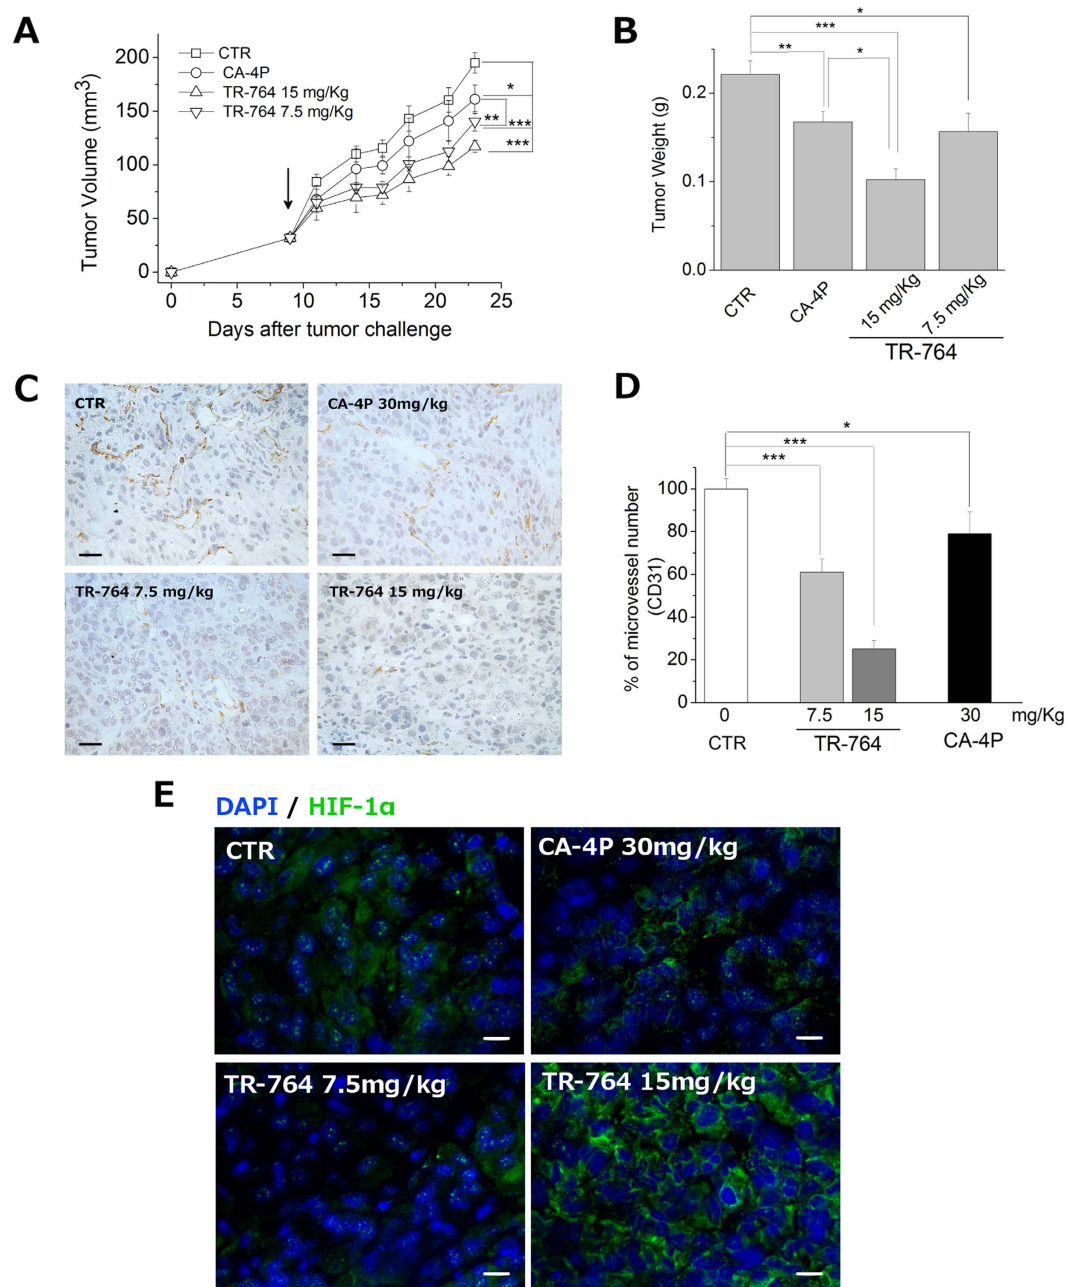 A
CTR
CA-4P
TR-764 15 mg/Kg
TR-764 7.5 mg/Kg
Tumor Volume (mm3)
200
150
100
50
0
*
**
***
***
0 5 10 15 20 25
Days after tumor challenge
B
*
***
**
*
Tumor Weight (g)
0.2
0.1
0.0
CTR
CA-4P
15 mg/Kg
7.5 mg/Kg
TR-764
C
CTR
CA-4P 30mg/kg
TR-764 7.5 mg/kg
TR-764 15 mg/kg
D
*
***
***
% of microvessel number
(CD31)
100
80
60
40
20
0
0 7.5 15 30 mg/Kg
CTR TR-764 CA-4P
E
DAPI / HIF-1α
CTR
CA-4P 30mg/kg
TR-764 7.5mg/kg
TR-764 15mg/kg